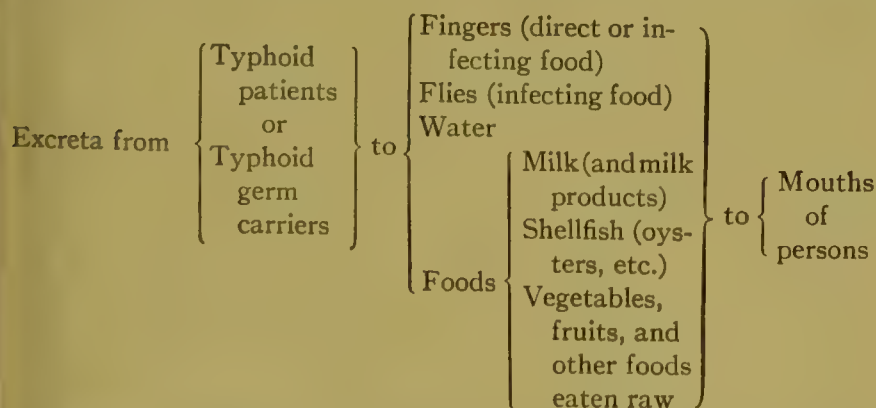 Excreta from
Typhoid
patients
or
Typhoid
germ
carriers
to
Fingers (direct or in-
fecting food)
Flies (infecting food)
Water
Foods
Milk (and milk
products)
Shellfish (oys-
ters, etc.)
Vegetables,
fruits, and
other foods
eaten raw
to
Mouths
of
persons